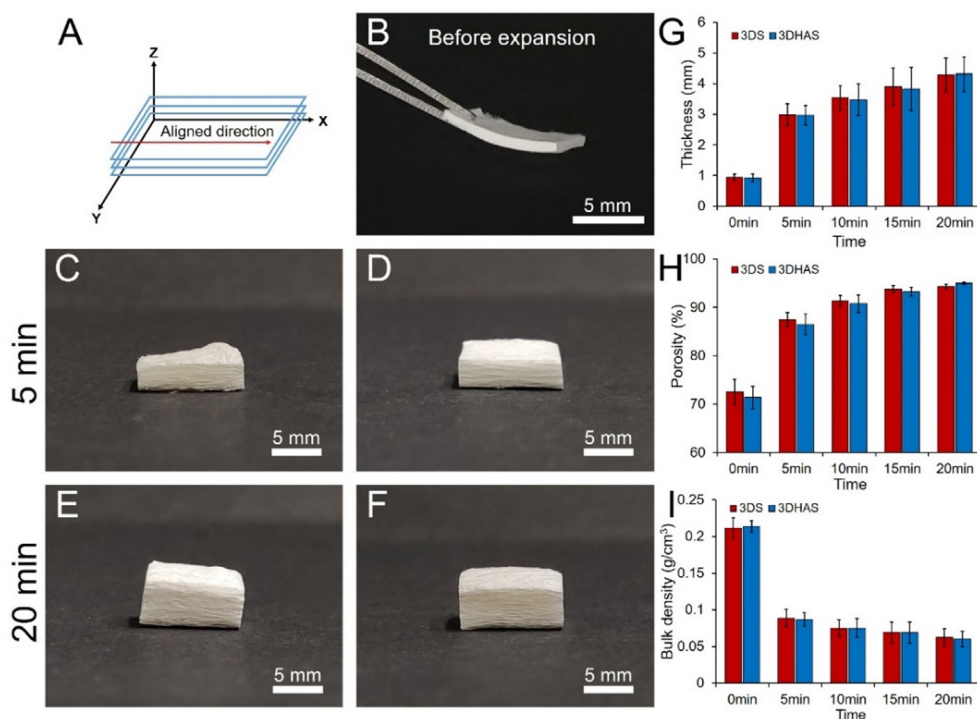 A
Z
X
Aligned direction
Y
B
Before expansion
5 mm
G
3DS
3DHAS
Thickness (mm)
6
5
4
3
2
1
0
0min
5min
10min
15min
20min
Time
5 min
C
5 mm
D
5 mm
H
3DS
3DHAS
Porosity (%)
100
90
80
70
60
0min
5min
10min
15min
20min
Time
20 min
E
5 mm
F
5 mm
I
3DS
3DHAS
Bulk density (g/cm³)
0.25
0.2
0.15
0.1
0.05
0
0min
5min
10min
15min
20min
Time